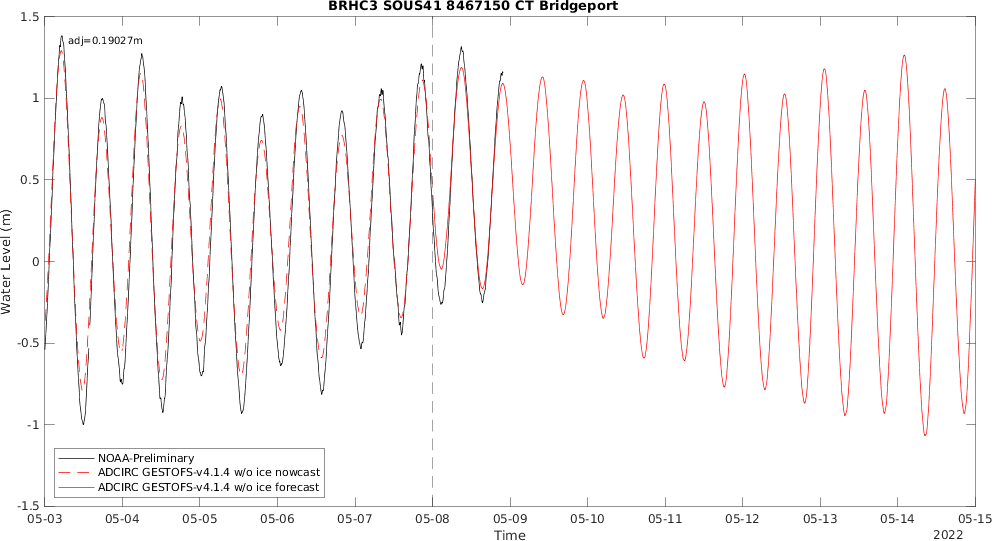 BRHC3 SOUS41 8467150 CT Bridgeport
adj=0.19027m
1.5
1
0.5
0
-0.5
-1
-1.5
Water Level (m)
NOAA-Preliminary
ADCIRC GESTOFS-v4.1.4 w/o ice nowcast
ADCIRC GESTOFS-v4.1.4 w/o ice forecast
05-03 05-04 05-05 05-06 05-07 05-08 05-09 05-10 05-11 05-12 05-13 05-14 05-15
Time
2022